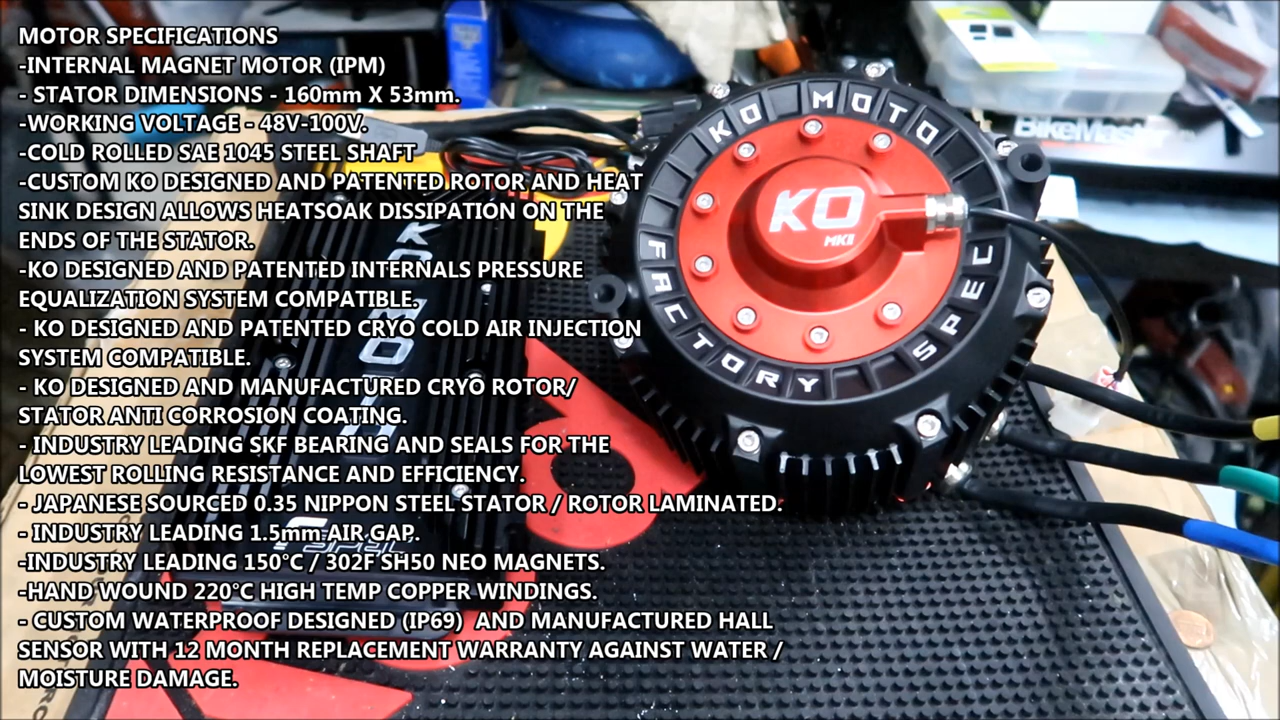 MOTOR SPECIFICATIONS
-INTERNAL MAGNET MOTOR (IPM)
- STATOR DIMENSIONS - 160mm X 53mm.
-WORKING VOLTAGE - 48V-100V.
-COLD ROLLED SAE 1045 STEEL SHAFT
-CUSTOM KO DESIGNED AND PATENTED ROTOR AND HEAT
SINK DESIGN ALLOWS HEATSOAK DISSIPATION ON THE
ENDS OF THE STATOR.
-KO DESIGNED AND PATENTED INTERNALS PRESSURE
EQUALIZATION SYSTEM COMPATIBLE.
- KO DESIGNED AND PATENTED CRYO COLD AIR INJECTION
SYSTEM COMPATIBLE.
- KO DESIGNED AND MANUFACTURED CRYO ROTOR/
STATOR ANTI CORROSION COATING.
- INDUSTRY LEADING SKF BEARING AND SEALS FOR THE
LOWEST ROLLING RESISTANCE AND EFFICIENCY.
- JAPANESE SOURCED 0.35 NIPPON STEEL STATOR / ROTOR LAMINATED.
- INDUSTRY LEADING 1.5mm AIR GAP.
-INDUSTRY LEADING 150°C / 302F SH50 NEO MAGNETS.
-HAND WOUND 220°C HIGH TEMP COPPER WINDINGS.
- CUSTOM WATERPROOF DESIGNED (IP69)  AND MANUFACTURED HALL
SENSOR WITH 12 MONTH REPLACEMENT WARRANTY AGAINST WATER /
MOISTURE DAMAGE.
KO MOTO
KO
MKII
FACTORY SPEC
BikeMaster
KO MOTO
SPEC